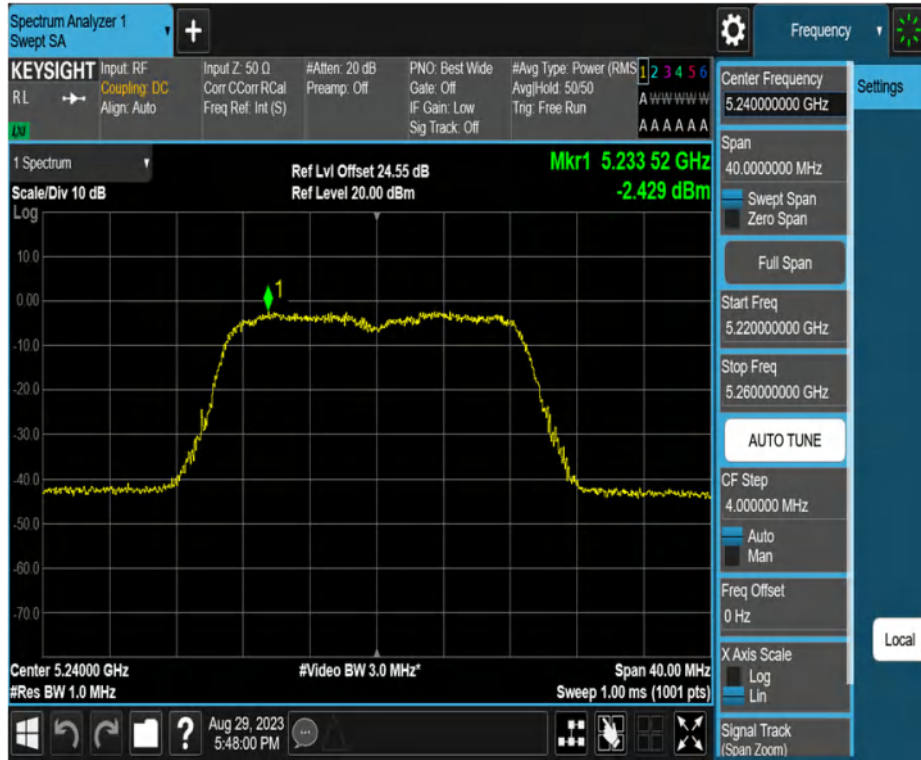 Spectrum Analyzer 1
Swept SA
Frequency
KEYSIGHT
R L
LXI
Input: RF
Coupling: DC
Align: Auto
Input Z: 50 Ω
Corr CCorr RCal
Freq Ref: Int (S)
#Atten: 20 dB
Preamp: Off
PNO: Best Wide
Gate: Off
IF Gain: Low
Sig Track: Off
#Avg Type: Power (RMS
Avg|Hold: 50/50
Trig: Free Run
1 2 3 4 5 6
A W W W W W
A A A A A A
1 Spectrum
Scale/Div 10 dB
Log
Ref Lvl Offset 24.55 dB
Ref Level 20.00 dBm
Mkr1 5.233 52 GHz
-2.429 dBm
10.0
0.00
-10.0
-20.0
-30.0
-40.0
-50.0
-60.0
-70.0
1
Center 5.24000 GHz
#Res BW 1.0 MHz
#Video BW 3.0 MHz*
Span 40.00 MHz
Sweep 1.00 ms (1001 pts)
?
Aug 29, 2023
5:48:00 PM
Center Frequency
5.240000000 GHz
Span
40.0000000 MHz
Swept Span
Zero Span
Full Span
Start Freq
5.220000000 GHz
Stop Freq
5.260000000 GHz
AUTO TUNE
CF Step
4.000000 MHz
Auto
Man
Freq Offset
0 Hz
X Axis Scale
Log
Lin
Signal Track
(Span Zoom)
Settings
Local